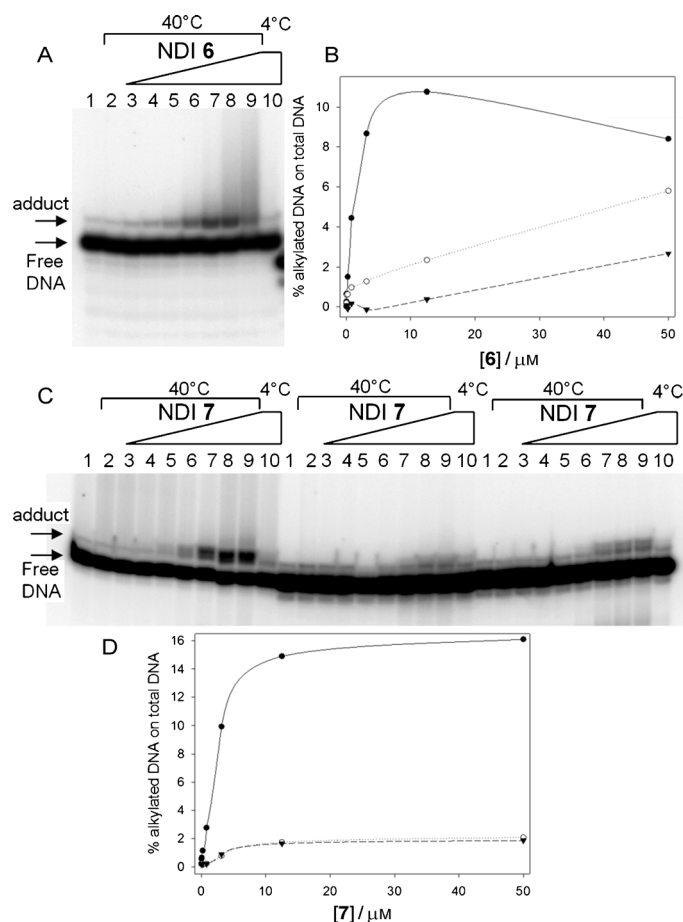 A
40°C 4°C
NDI 6
1 2 3 4 5 6 7 8 9 10
adduct
Free
DNA
B
% alkylated DNA on total DNA
10
8
6
4
2
0
0 10 20 30 40 50
[6] / μM
C
40°C 4°C 40°C 4°C 40°C 4°C
NDI 7 NDI 7 NDI 7
1 2 3 4 5 6 7 8 9 10 1 2 3 4 5 6 7 8 9 10 1 2 3 4 5 6 7 8 9 10
adduct
Free
DNA
D
% alkylated DNA on total DNA
16
14
12
10
8
6
4
2
0
0 10 20 30 40 50
[7] / μM